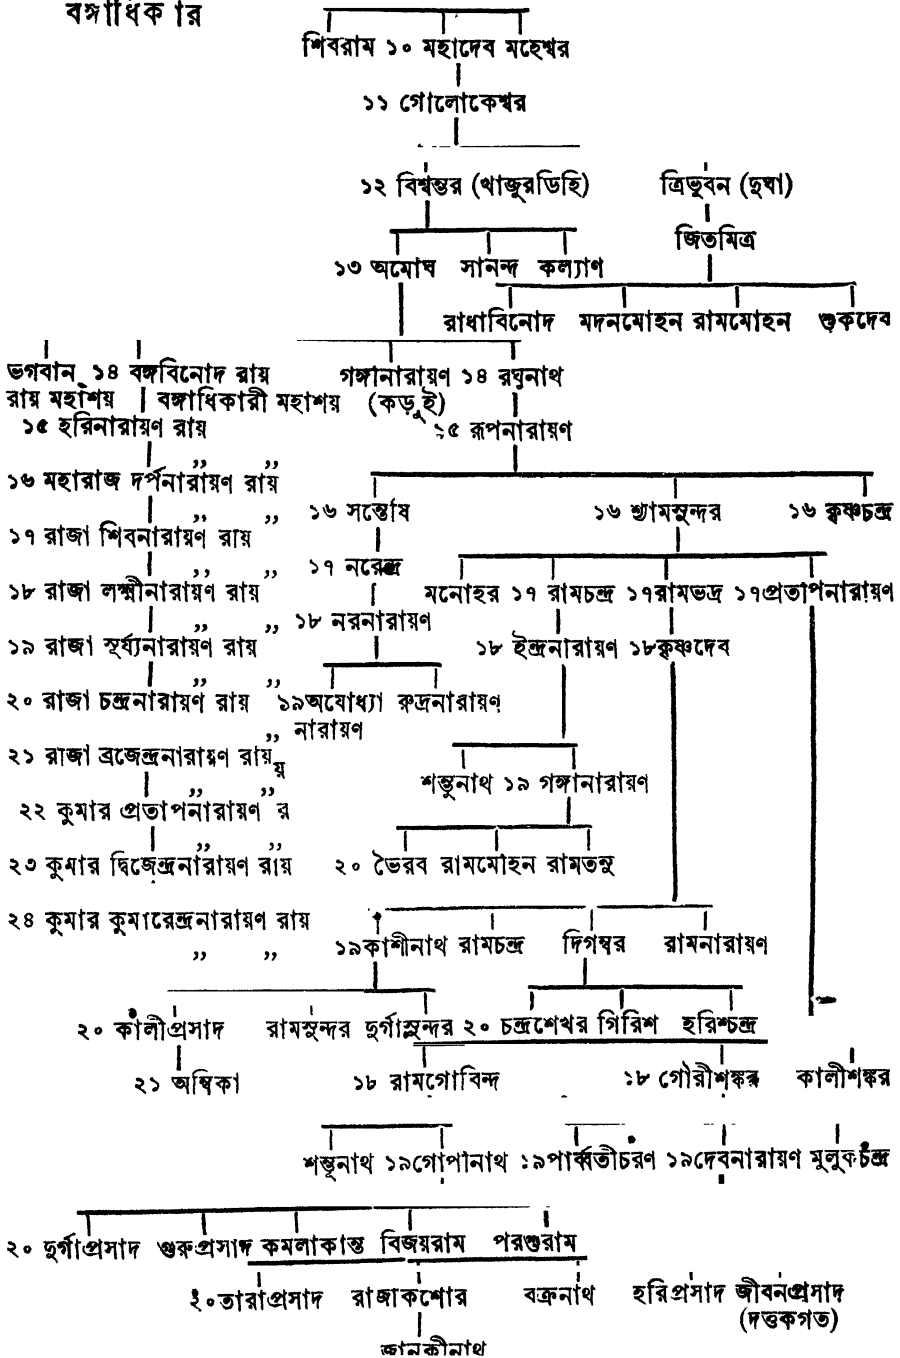 বঙ্গাধিকার
শিবরাম ১০ মহাদেব মহেশ্বর
১১ গোলোকেশ্বর
১২ বিশ্বম্ভর (খাজুরডিহি) ত্রিভুবন (দুঘা)
জিতমিত্র
১৩ অমোঘ সানন্দ কল্যাণ
রাধাবিনোদ মদনমোহন রামমোহন শুকদেব
ভগবান ১৪ বঙ্গবিনোদ রায় গঙ্গানারায়ণ ১৪ রঘুনাথ
রায় মহাশয় বঙ্গাধিকারী মহাশয় (কড়ুই)
১৫ হরিনারায়ণ রায় ১৫ রূপনারায়ণ
,, ,,
১৬ মহারাজ দর্পনারায়ণ রায়
১৬ সন্তোষ ১৬ শ্যামসুন্দর ১৬ কৃষ্ণচন্দ্র
,, ,,
১৭ রাজা শিবনারায়ণ রায়
,, ,, ১৭ নরেন্দ্র
১৮ রাজা লক্ষ্মীনারায়ণ রায় মনোহর ১৭ রামচন্দ্র ১৭রামভদ্র ১৭প্রতাপনারায়ণ
,, ,, ১৮ নরনারায়ণ
১৯ রাজা সূর্য্যনারায়ণ রায় ১৮ ইন্দ্রনারায়ণ ১৮কৃষ্ণদেব
,, ,,
২০ রাজা চন্দ্রনারায়ণ রায় ১৯অযোধ্যা রুদ্রনারায়ণ
,, নারায়ণ
২১ রাজা ব্রজেন্দ্রনারায়ণ রায়
শম্ভুনাথ ১৯ গঙ্গানারায়ণ
,, ,,
২২ কুমার প্রতাপনারায়ণ র
,, ,,
২৩ কুমার দ্বিজেন্দ্রনারায়ণ রায় ২০ ভৈরব রামমোহন রামতনু
২৪ কুমার কুমারেন্দ্রনারায়ণ রায়
,, ,, ১৯কাশীনাথ রামচন্দ্র দিগম্বর রামনারায়ণ
২০ কালীপ্রসাদ রামসুন্দর দুর্গাসুন্দর ২০ চন্দ্রশেখর গিরিশ হরিশ্চন্দ্র
২১ অম্বিকা ১৮ রামগোবিন্দ ১৮ গৌরীশঙ্কর কালীশঙ্কর
শম্ভূনাথ ১৯গোপীনাথ ১৯পার্ব্বতীচরণ ১৯দেবনারায়ণ মুলুকচন্দ্র
২০ দুর্গাপ্রসাদ গুরুপ্রসাদ কমলাকান্ত বিজয়রাম পরশুরাম
২০তারাপ্রসাদ রাজাকশোর বক্রনাথ হরিপ্রসাদ জীবনপ্রসাদ
(দত্তকগত)
জানকীনাথ